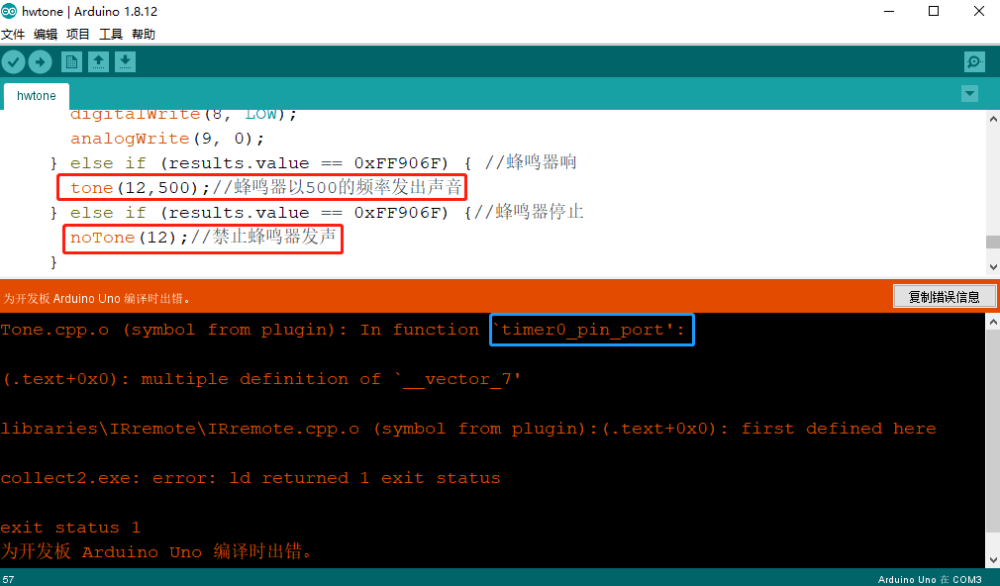 hwtone | Arduino 1.8.12
文件 编辑 项目 工具 帮助
hwtone
digitalWrite(8, LOW);
analogWrite(9, 0);
} else if (results.value == 0xFF906F) { //蜂鸣器响
tone(12,500);//蜂鸣器以500的频率发出声音
} else if (results.value == 0xFF906F) {//蜂鸣器停止
noTone(12);//禁止蜂鸣器发声
}
为开发板 Arduino Uno 编译时出错。
复制错误信息
Tone.cpp.o (symbol from plugin): In function `timer0_pin_port':
(.text+0x0): multiple definition of `__vector_7'
libraries\IRremote\IRremote.cpp.o (symbol from plugin):(.text+0x0): first defined here
collect2.exe: error: ld returned 1 exit status
exit status 1
为开发板 Arduino Uno 编译时出错。
57
Arduino Uno 在 COM3